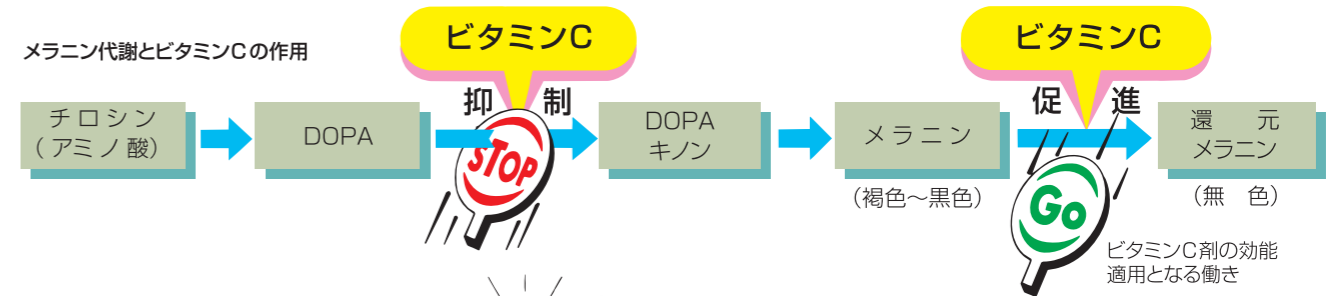 メラニン代謝とビタミンCの作用
ビタミンC
ビタミンC
抑 制
促 進
チロシン
（アミノ酸）
DOPA
STOP
DOPA
キノン
メラニン
（褐色～黒色）
Go
還 元
メラニン
（無 色）
ビタミンC剤の効能
適用となる働き